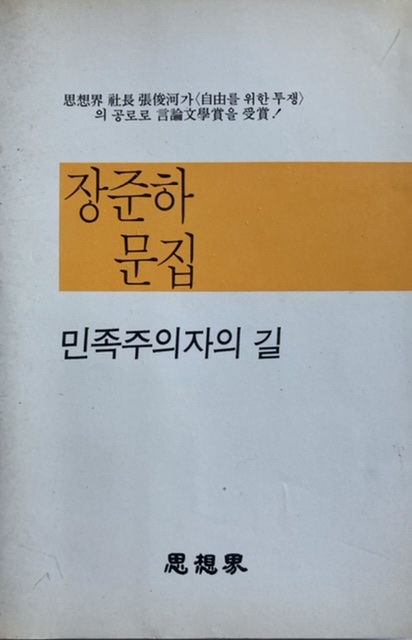 思想界 社長 張俊河가〈自由를 위한 투쟁〉
의 공로로 言論文學賞을 受賞!
장준하
문집
민족주의자의 길
思想界